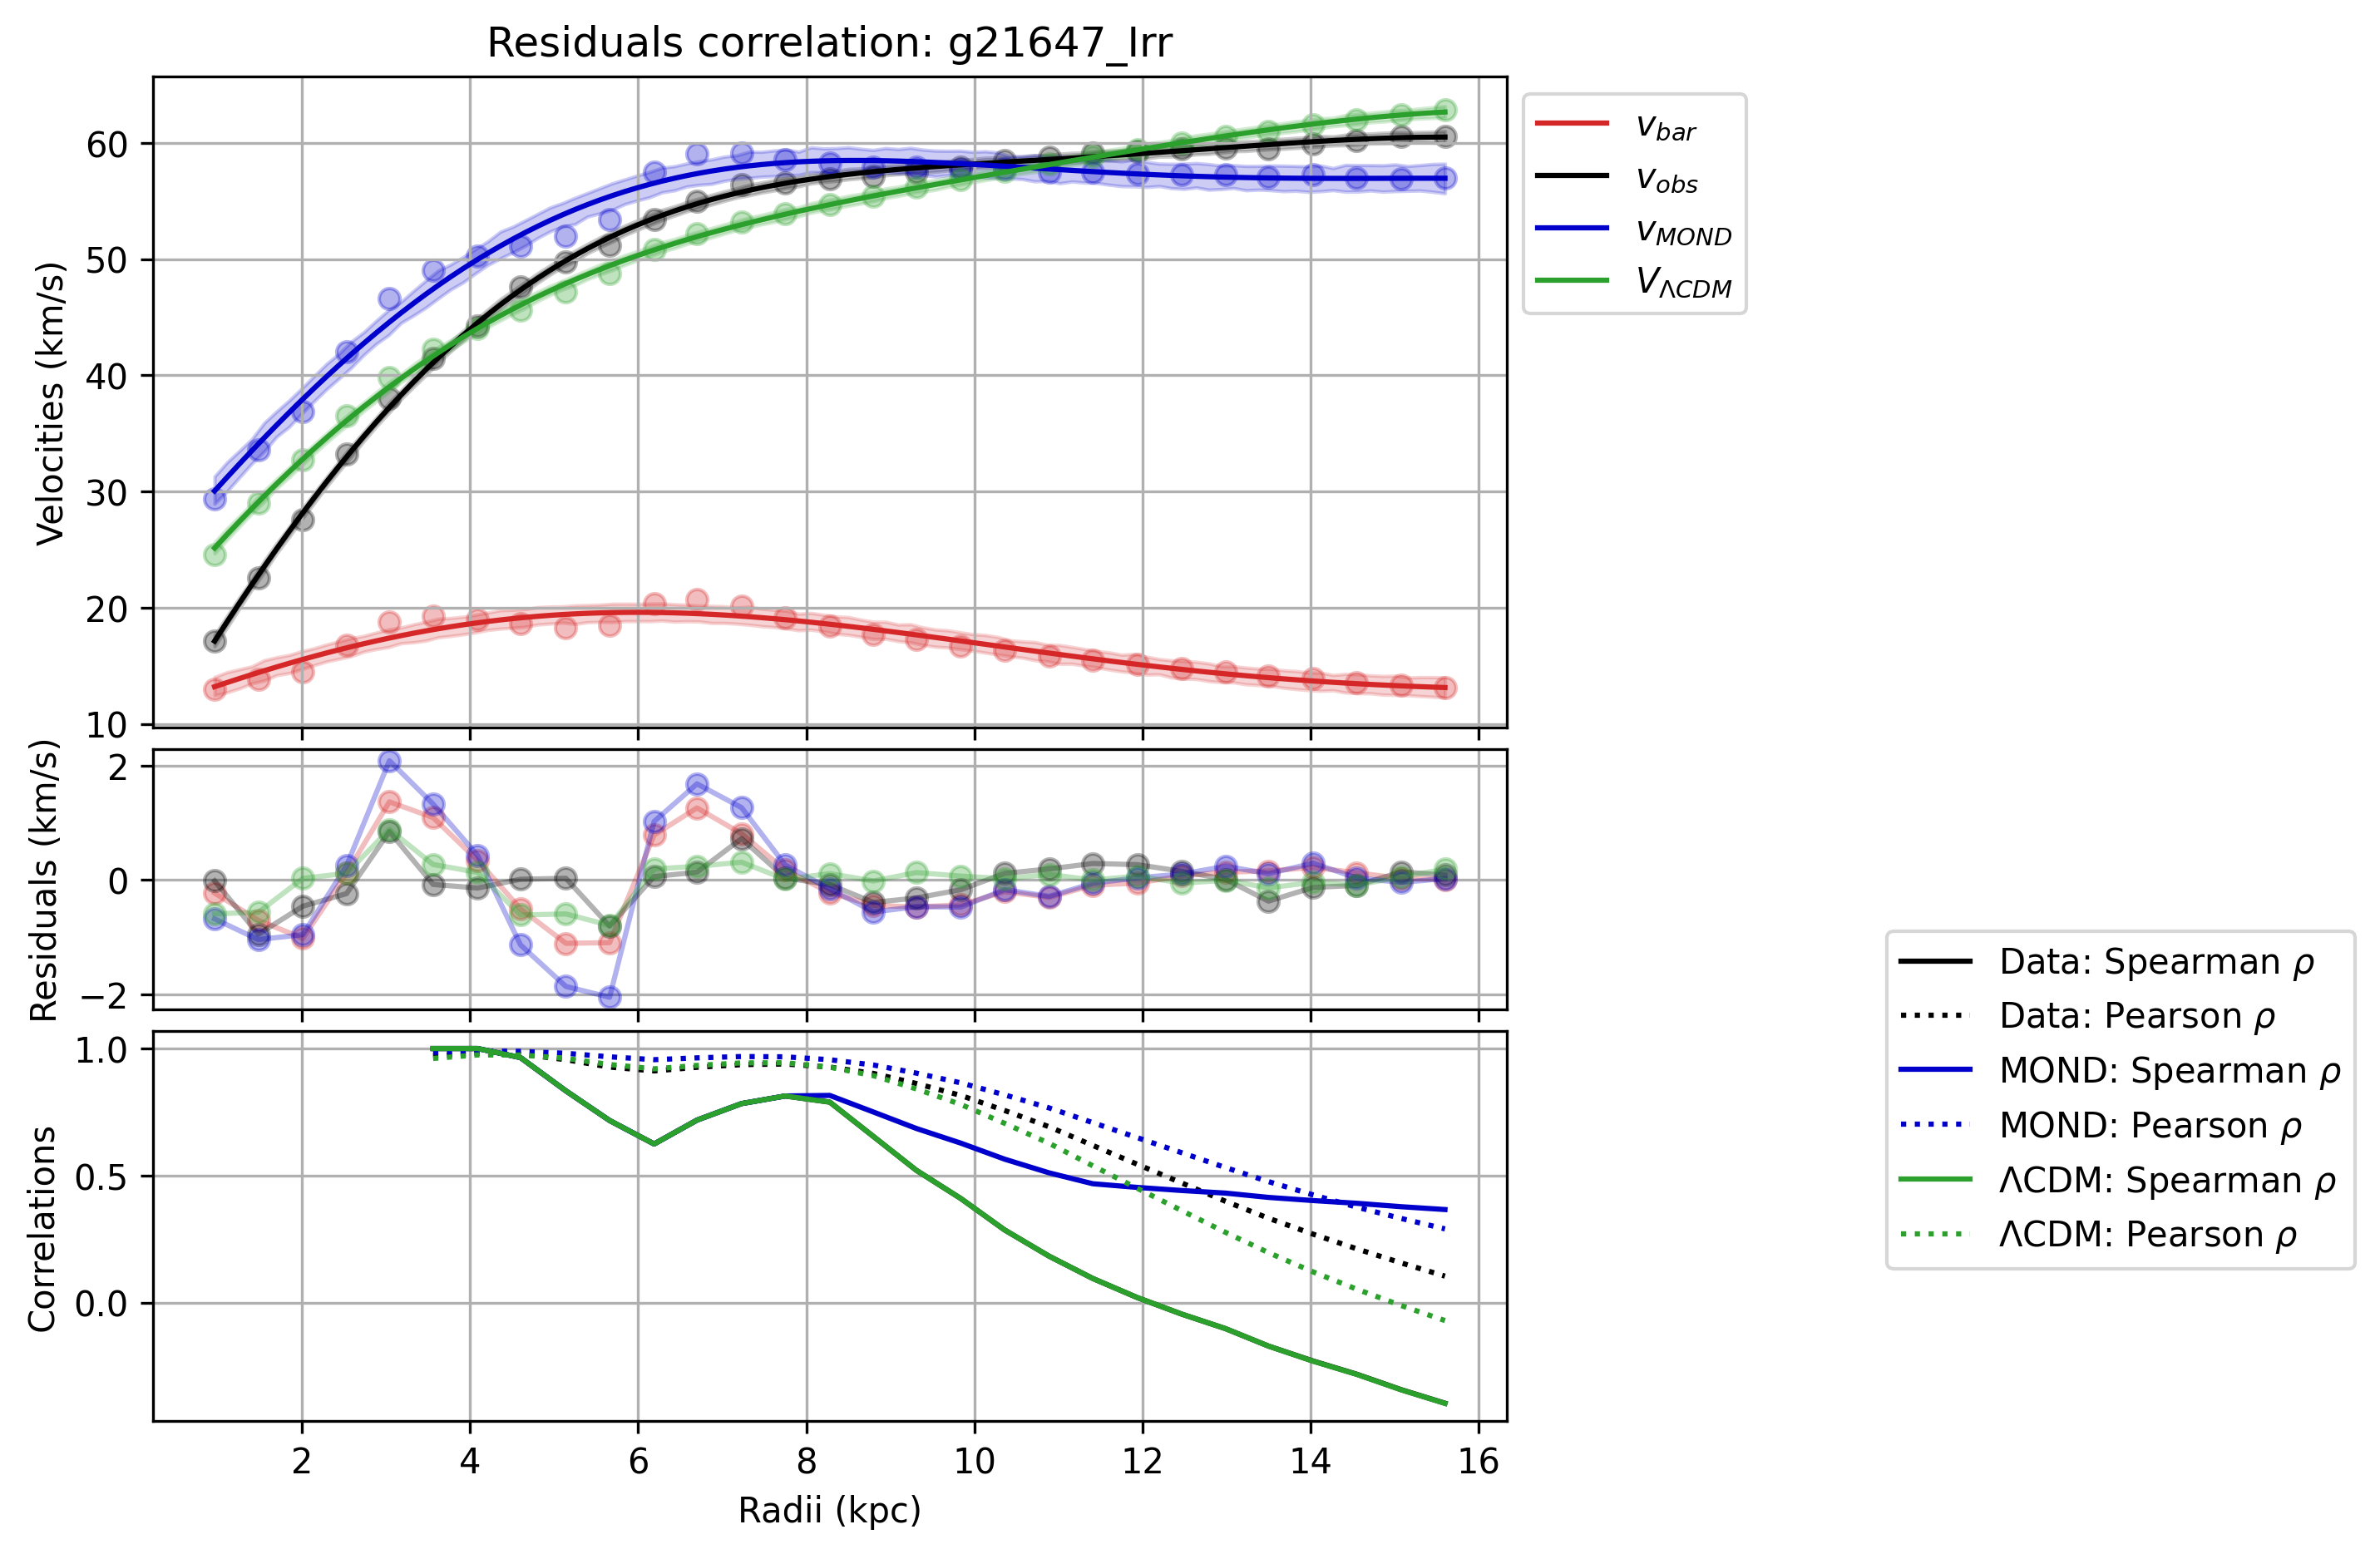 Residuals correlation: g21647_Irr
Velocities (km/s)
60
50
40
30
20
10
v_bar
v_obs
v_MOND
V_ΛCDM
Residuals (km/s)
2
0
−2
Correlations
1.0
0.5
0.0
2 4 6 8 10 12 14 16
Radii (kpc)
Data: Spearman ρ
Data: Pearson ρ
MOND: Spearman ρ
MOND: Pearson ρ
ΛCDM: Spearman ρ
ΛCDM: Pearson ρ